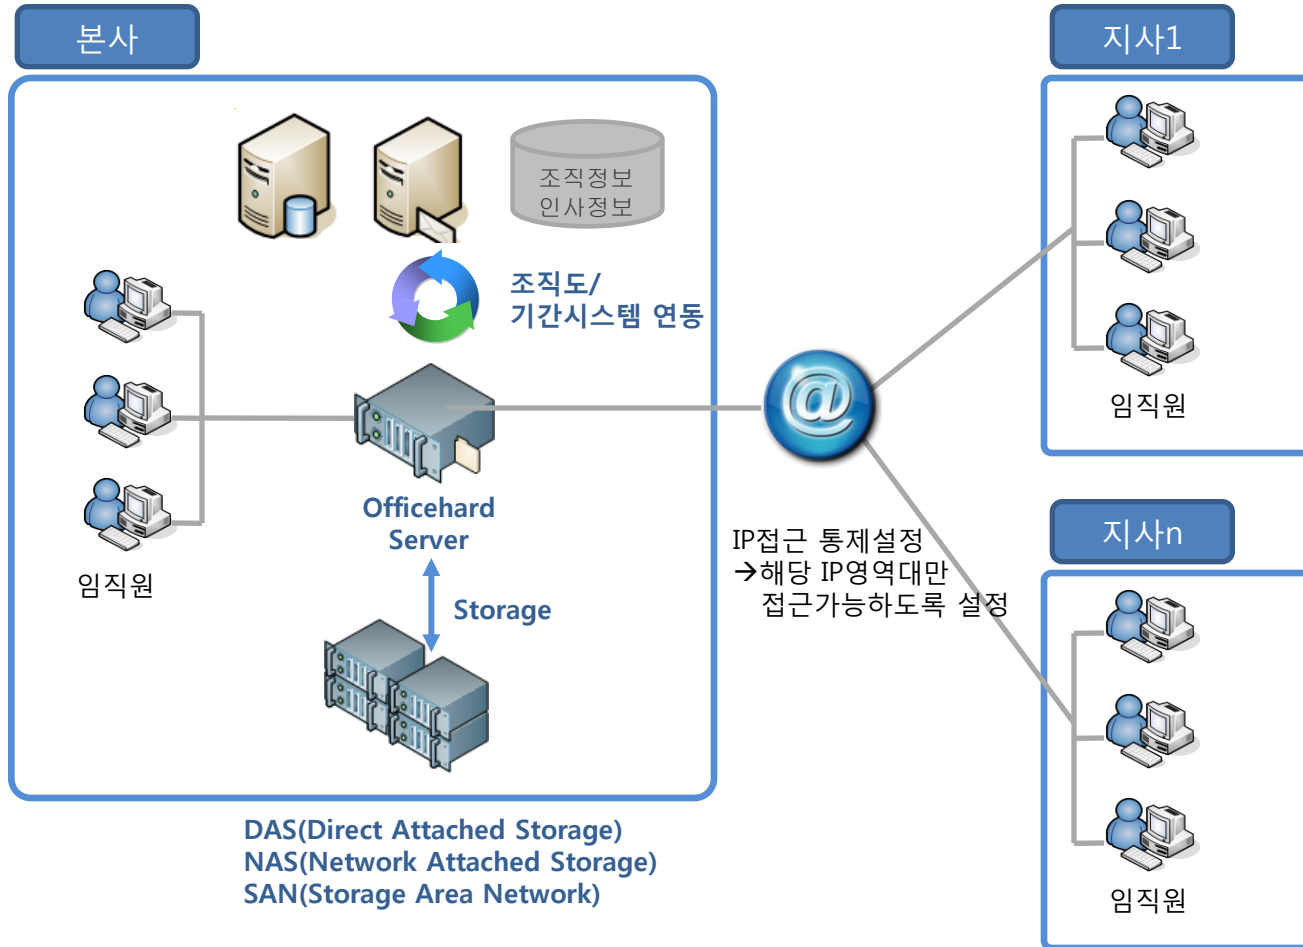 본사
지사1
조직정보
인사정보
조직도/
기간시스템 연동
임직원
Officehard
Server
임직원
Storage
IP접근 통제설정
→해당 IP영역대만
접근가능하도록 설정
지사n
DAS(Direct Attached Storage)
NAS(Network Attached Storage)
SAN(Storage Area Network)
임직원